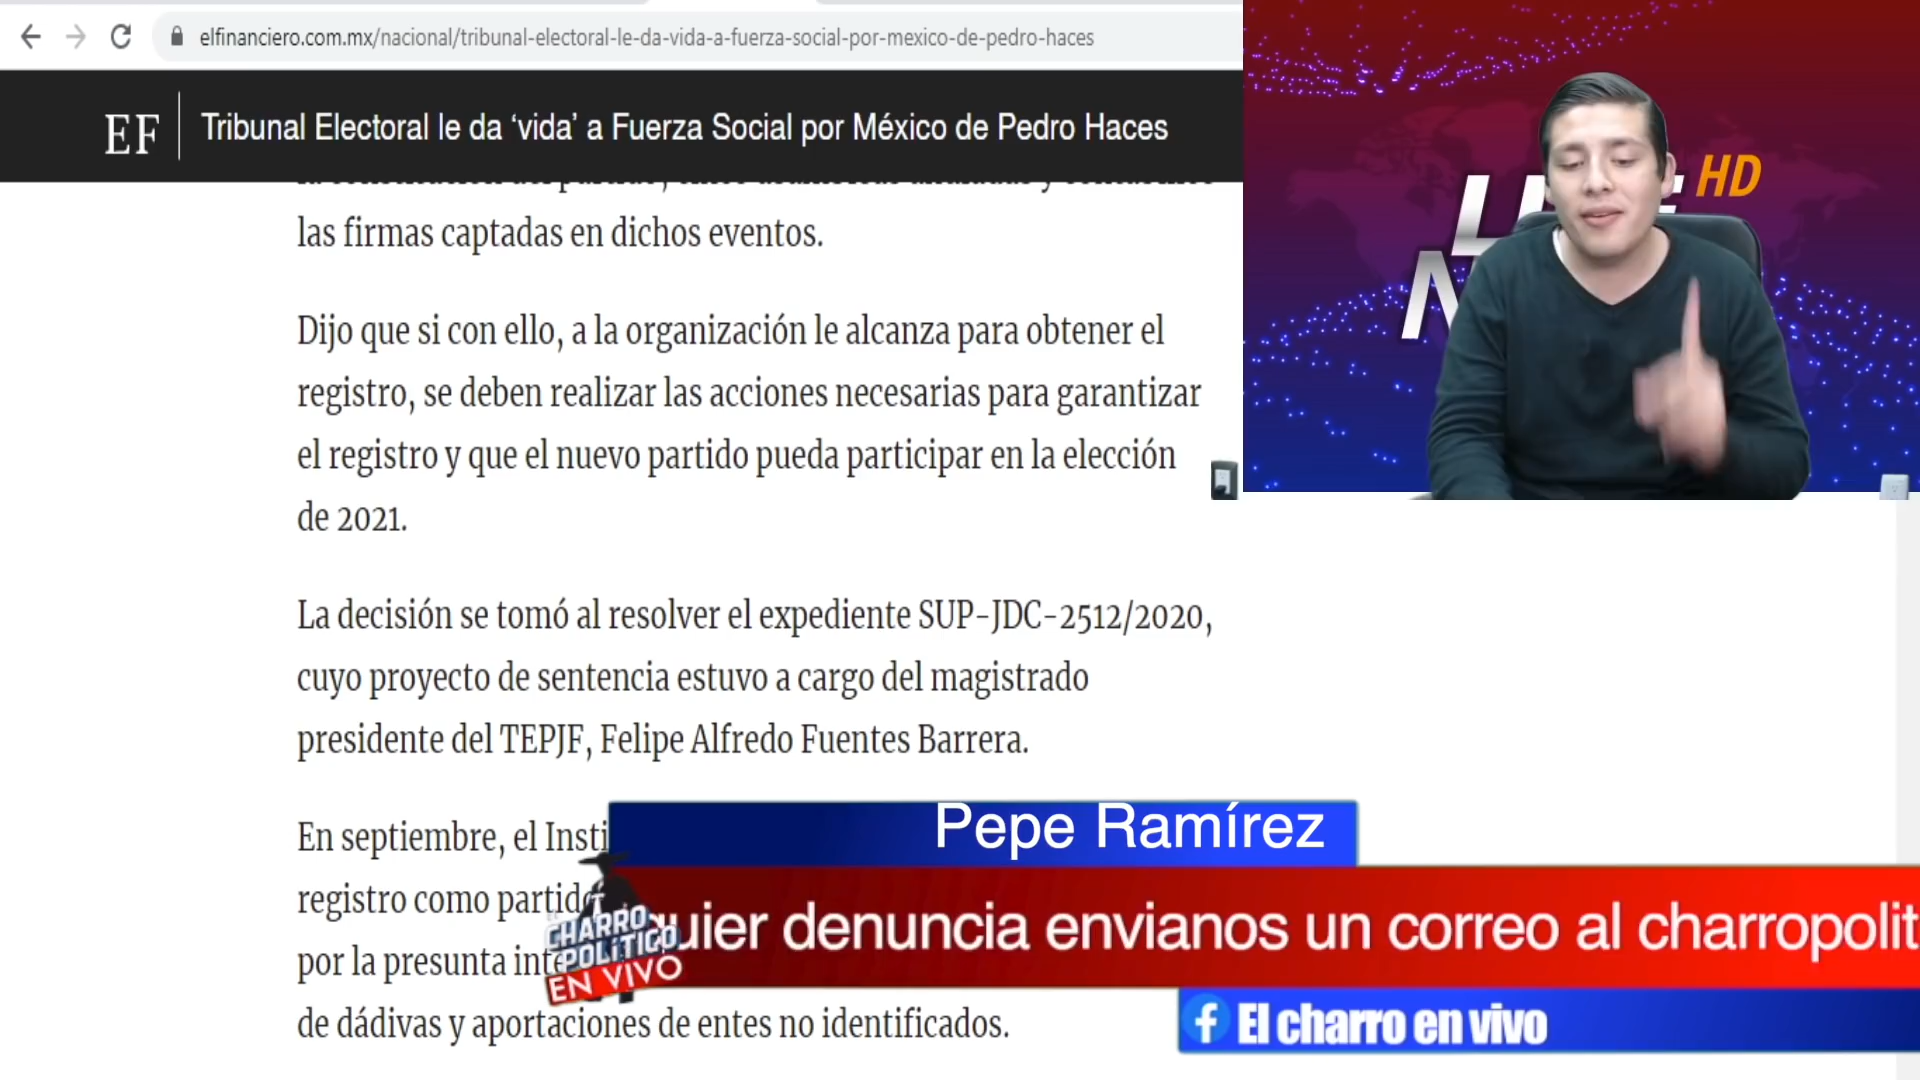 elfinanciero.com.mx/nacional/tribunal-electoral-le-da-vida-a-fuerza-social-por-mexico-de-pedro-haces
EF
Tribunal Electoral le da ‘vida’ a Fuerza Social por México de Pedro Haces
las firmas captadas en dichos eventos.
Dijo que si con ello, a la organización le alcanza para obtener el
registro, se deben realizar las acciones necesarias para garantizar
el registro y que el nuevo partido pueda participar en la elección
de 2021.
La decisión se tomó al resolver el expediente SUP-JDC-2512/2020,
cuyo proyecto de sentencia estuvo a cargo del magistrado
presidente del TEPJF, Felipe Alfredo Fuentes Barrera.
En septiembre, el Insti
registro como partido
por la presunta inte
de dádivas y aportaciones de entes no identificados.
HD
Pepe Ramírez
uier denuncia envianos un correo al charropolit
CHARRO
POLÍTICO
EN VIVO
El charro en vivo